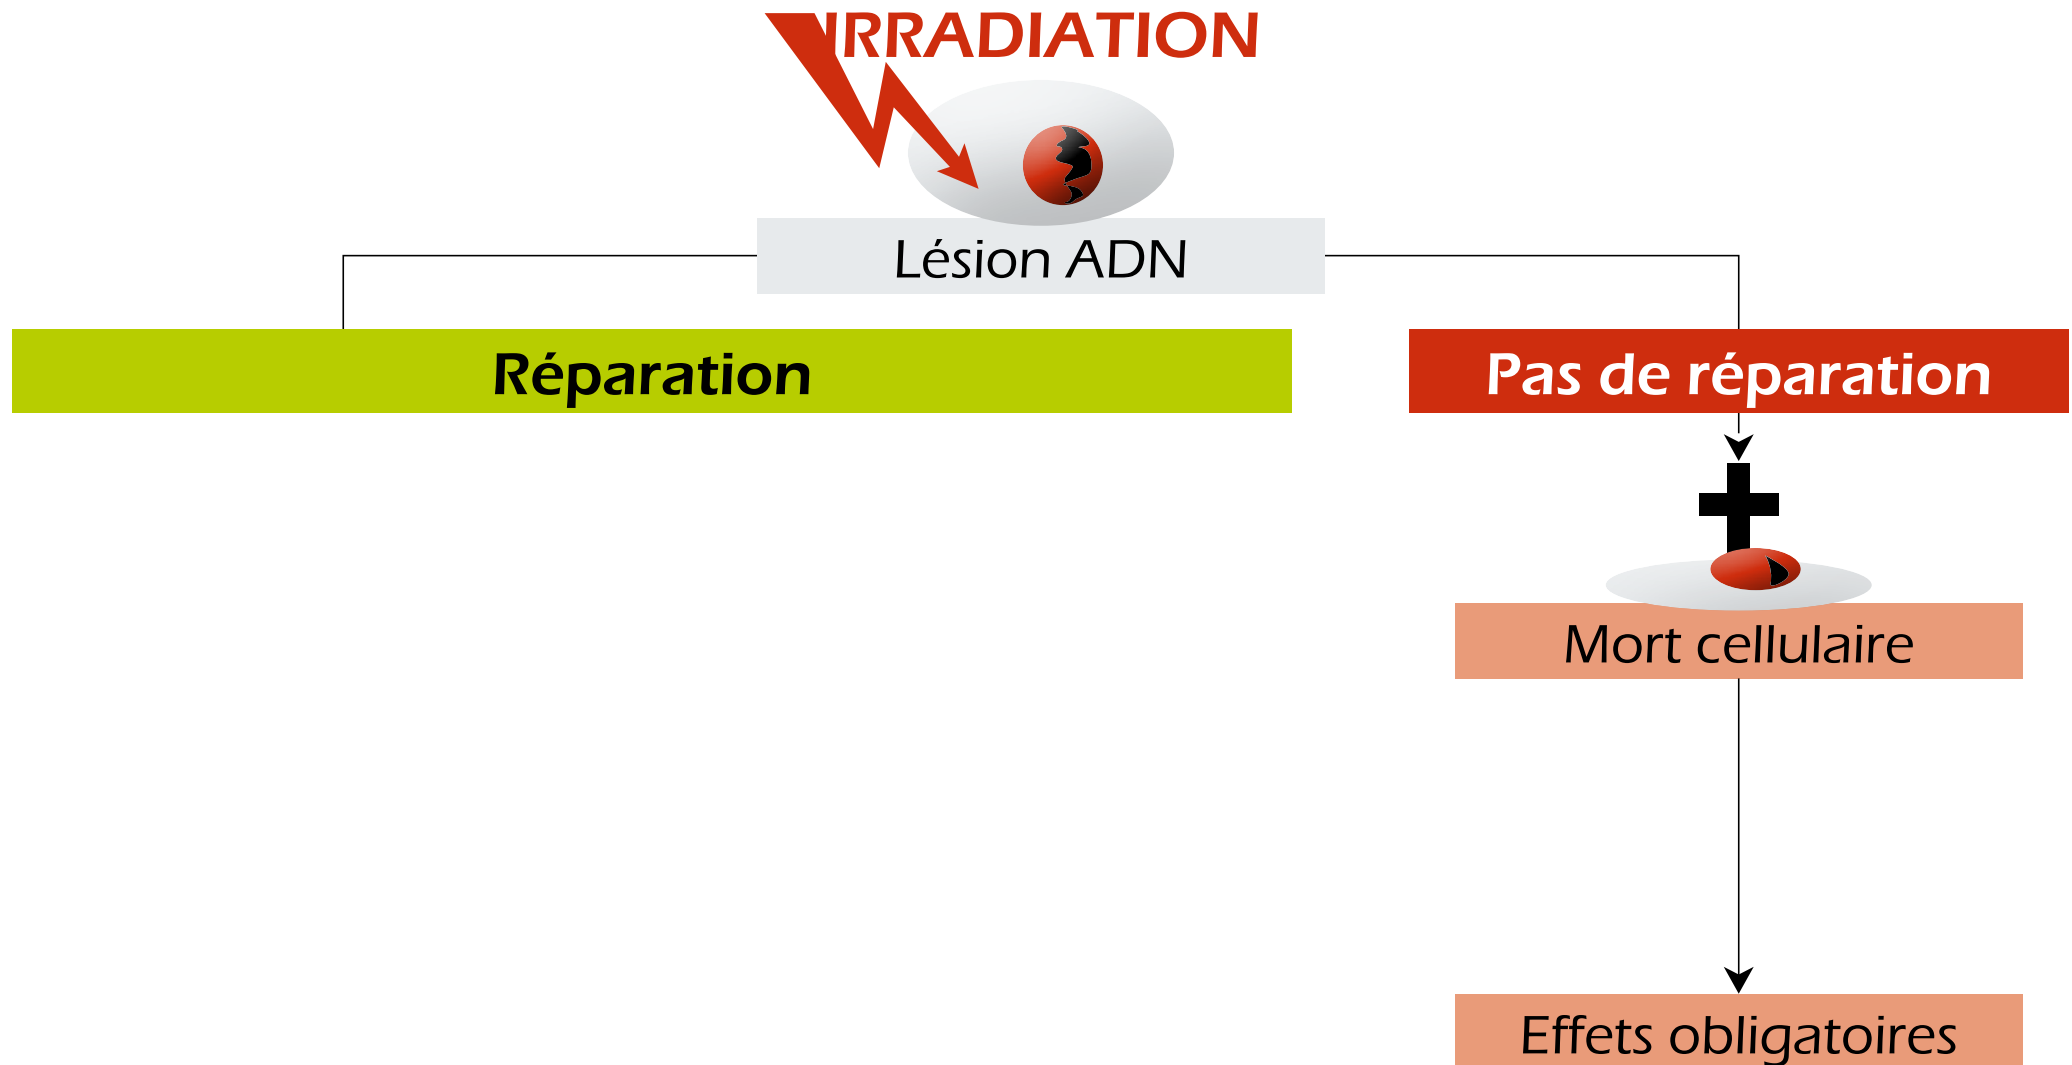 IRRADIATION
Lésion ADN
Réparation
Pas de réparation
Mort cellulaire
Effets obligatoires